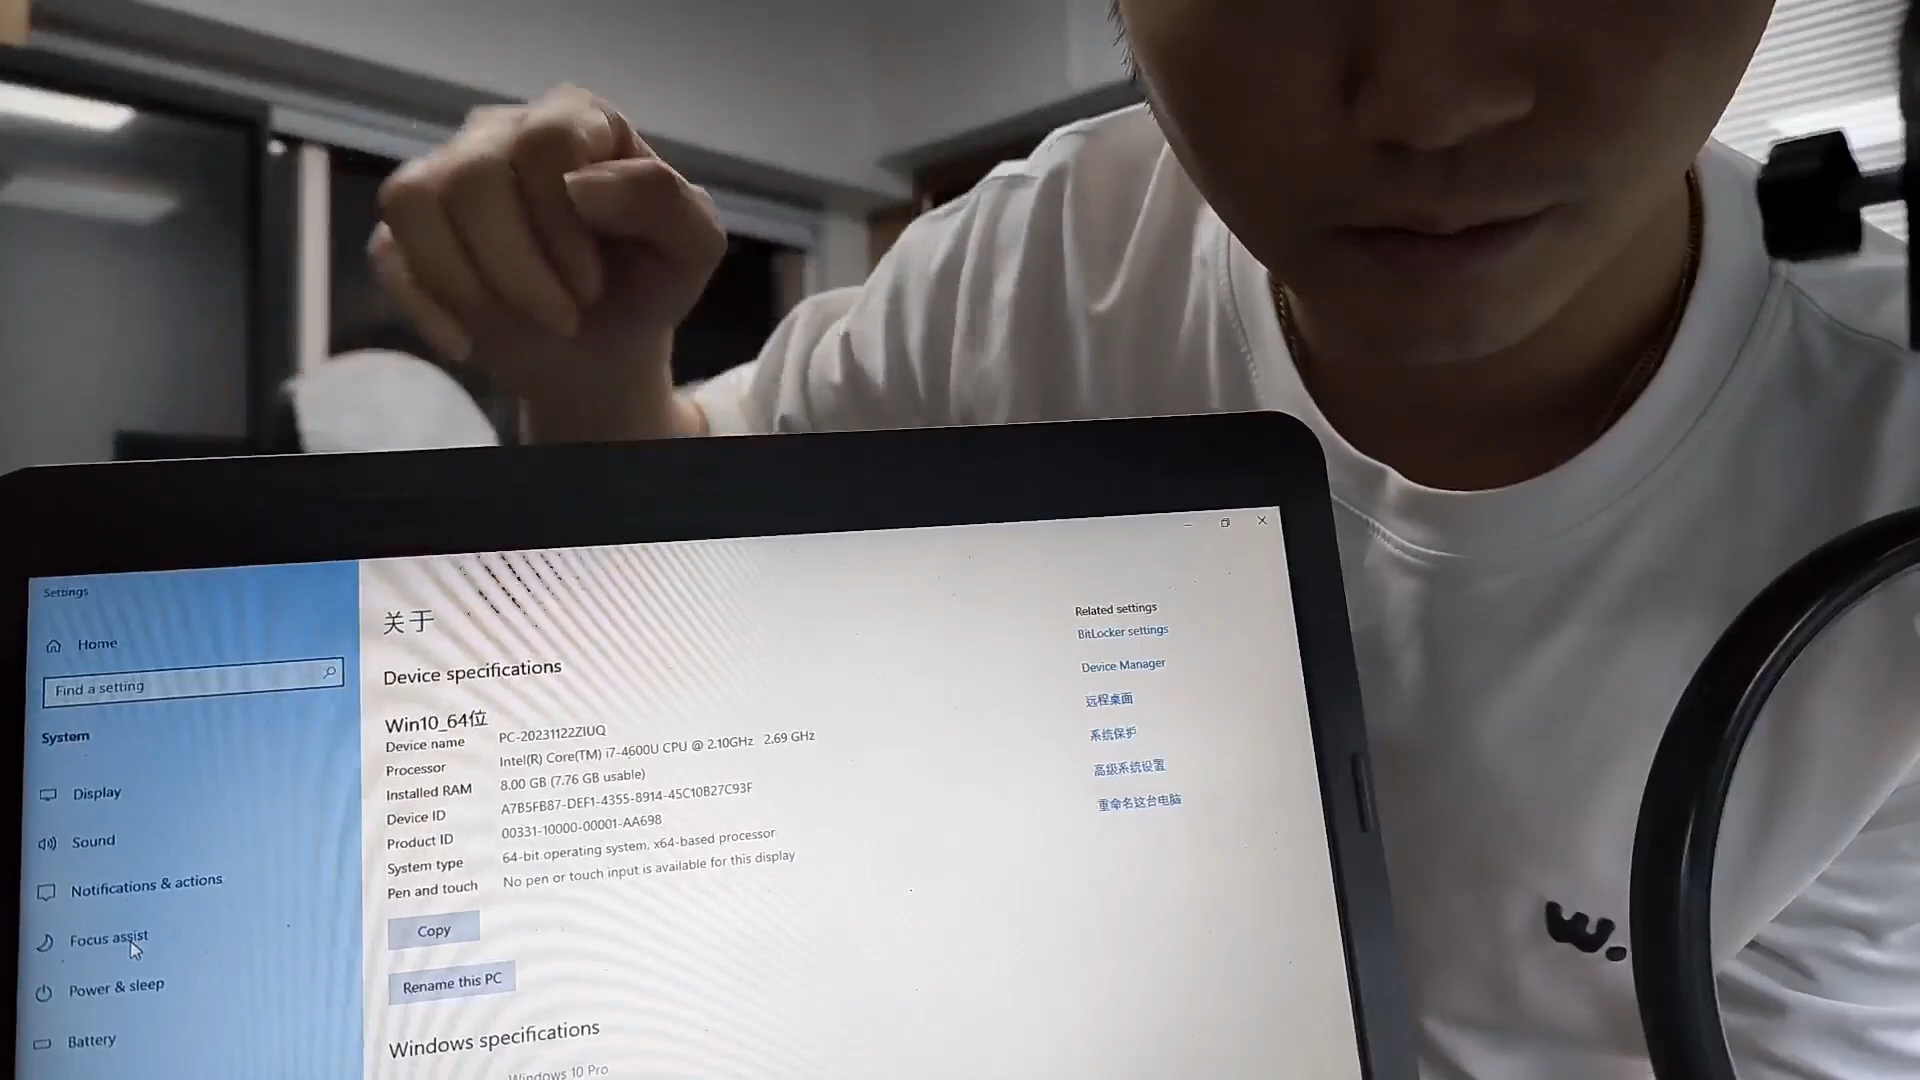 Settings
Home
Find a setting
System
Display
Sound
Notifications & actions
Focus assist
Power & sleep
Battery
关于
Device specifications
Win10_64位
Device name PC-20231122ZIUQ
Processor Intel(R) Core(TM) i7-4600U CPU @ 2.10GHz 2.69 GHz
Installed RAM 8.00 GB (7.76 GB usable)
Device ID A7B5FB87-DEF1-4355-8914-45C10B27C93F
Product ID 00331-10000-00001-AA698
System type 64-bit operating system, x64-based processor
Pen and touch No pen or touch input is available for this display
Copy
Rename this PC
Windows specifications
Windows 10 Pro
Related settings
BitLocker settings
Device Manager
远程桌面
系统保护
高级系统设置
重命名这台电脑
w.